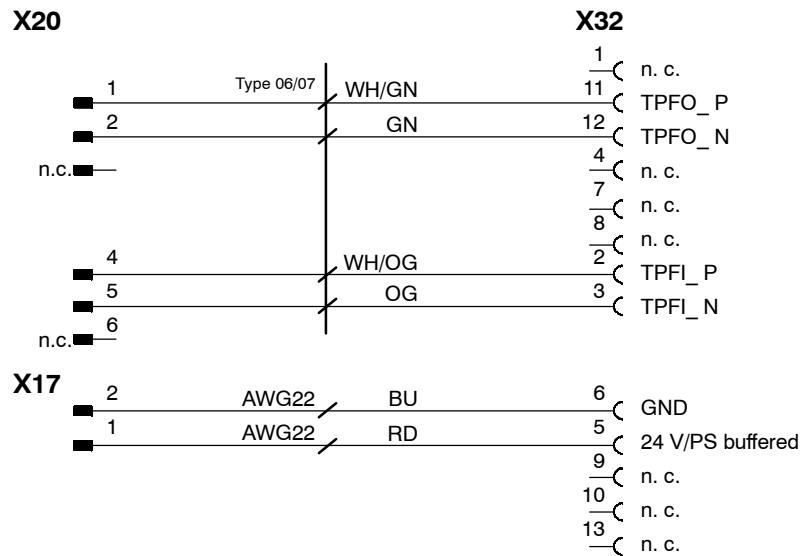 X20 X32
1 n. c.
1 Type 06/07 WH/GN 11 TPFO_ P
2 GN 12 TPFO_ N
n.c. 4 n. c.
7 n. c.
8 n. c.
4 WH/OG 2 TPFI_ P
5 OG 3 TPFI_ N
n.c. 6
X17
2 AWG22 BU 6 GND
1 AWG22 RD 5 24 V/PS buffered
9 n. c.
10 n. c.
13 n. c.